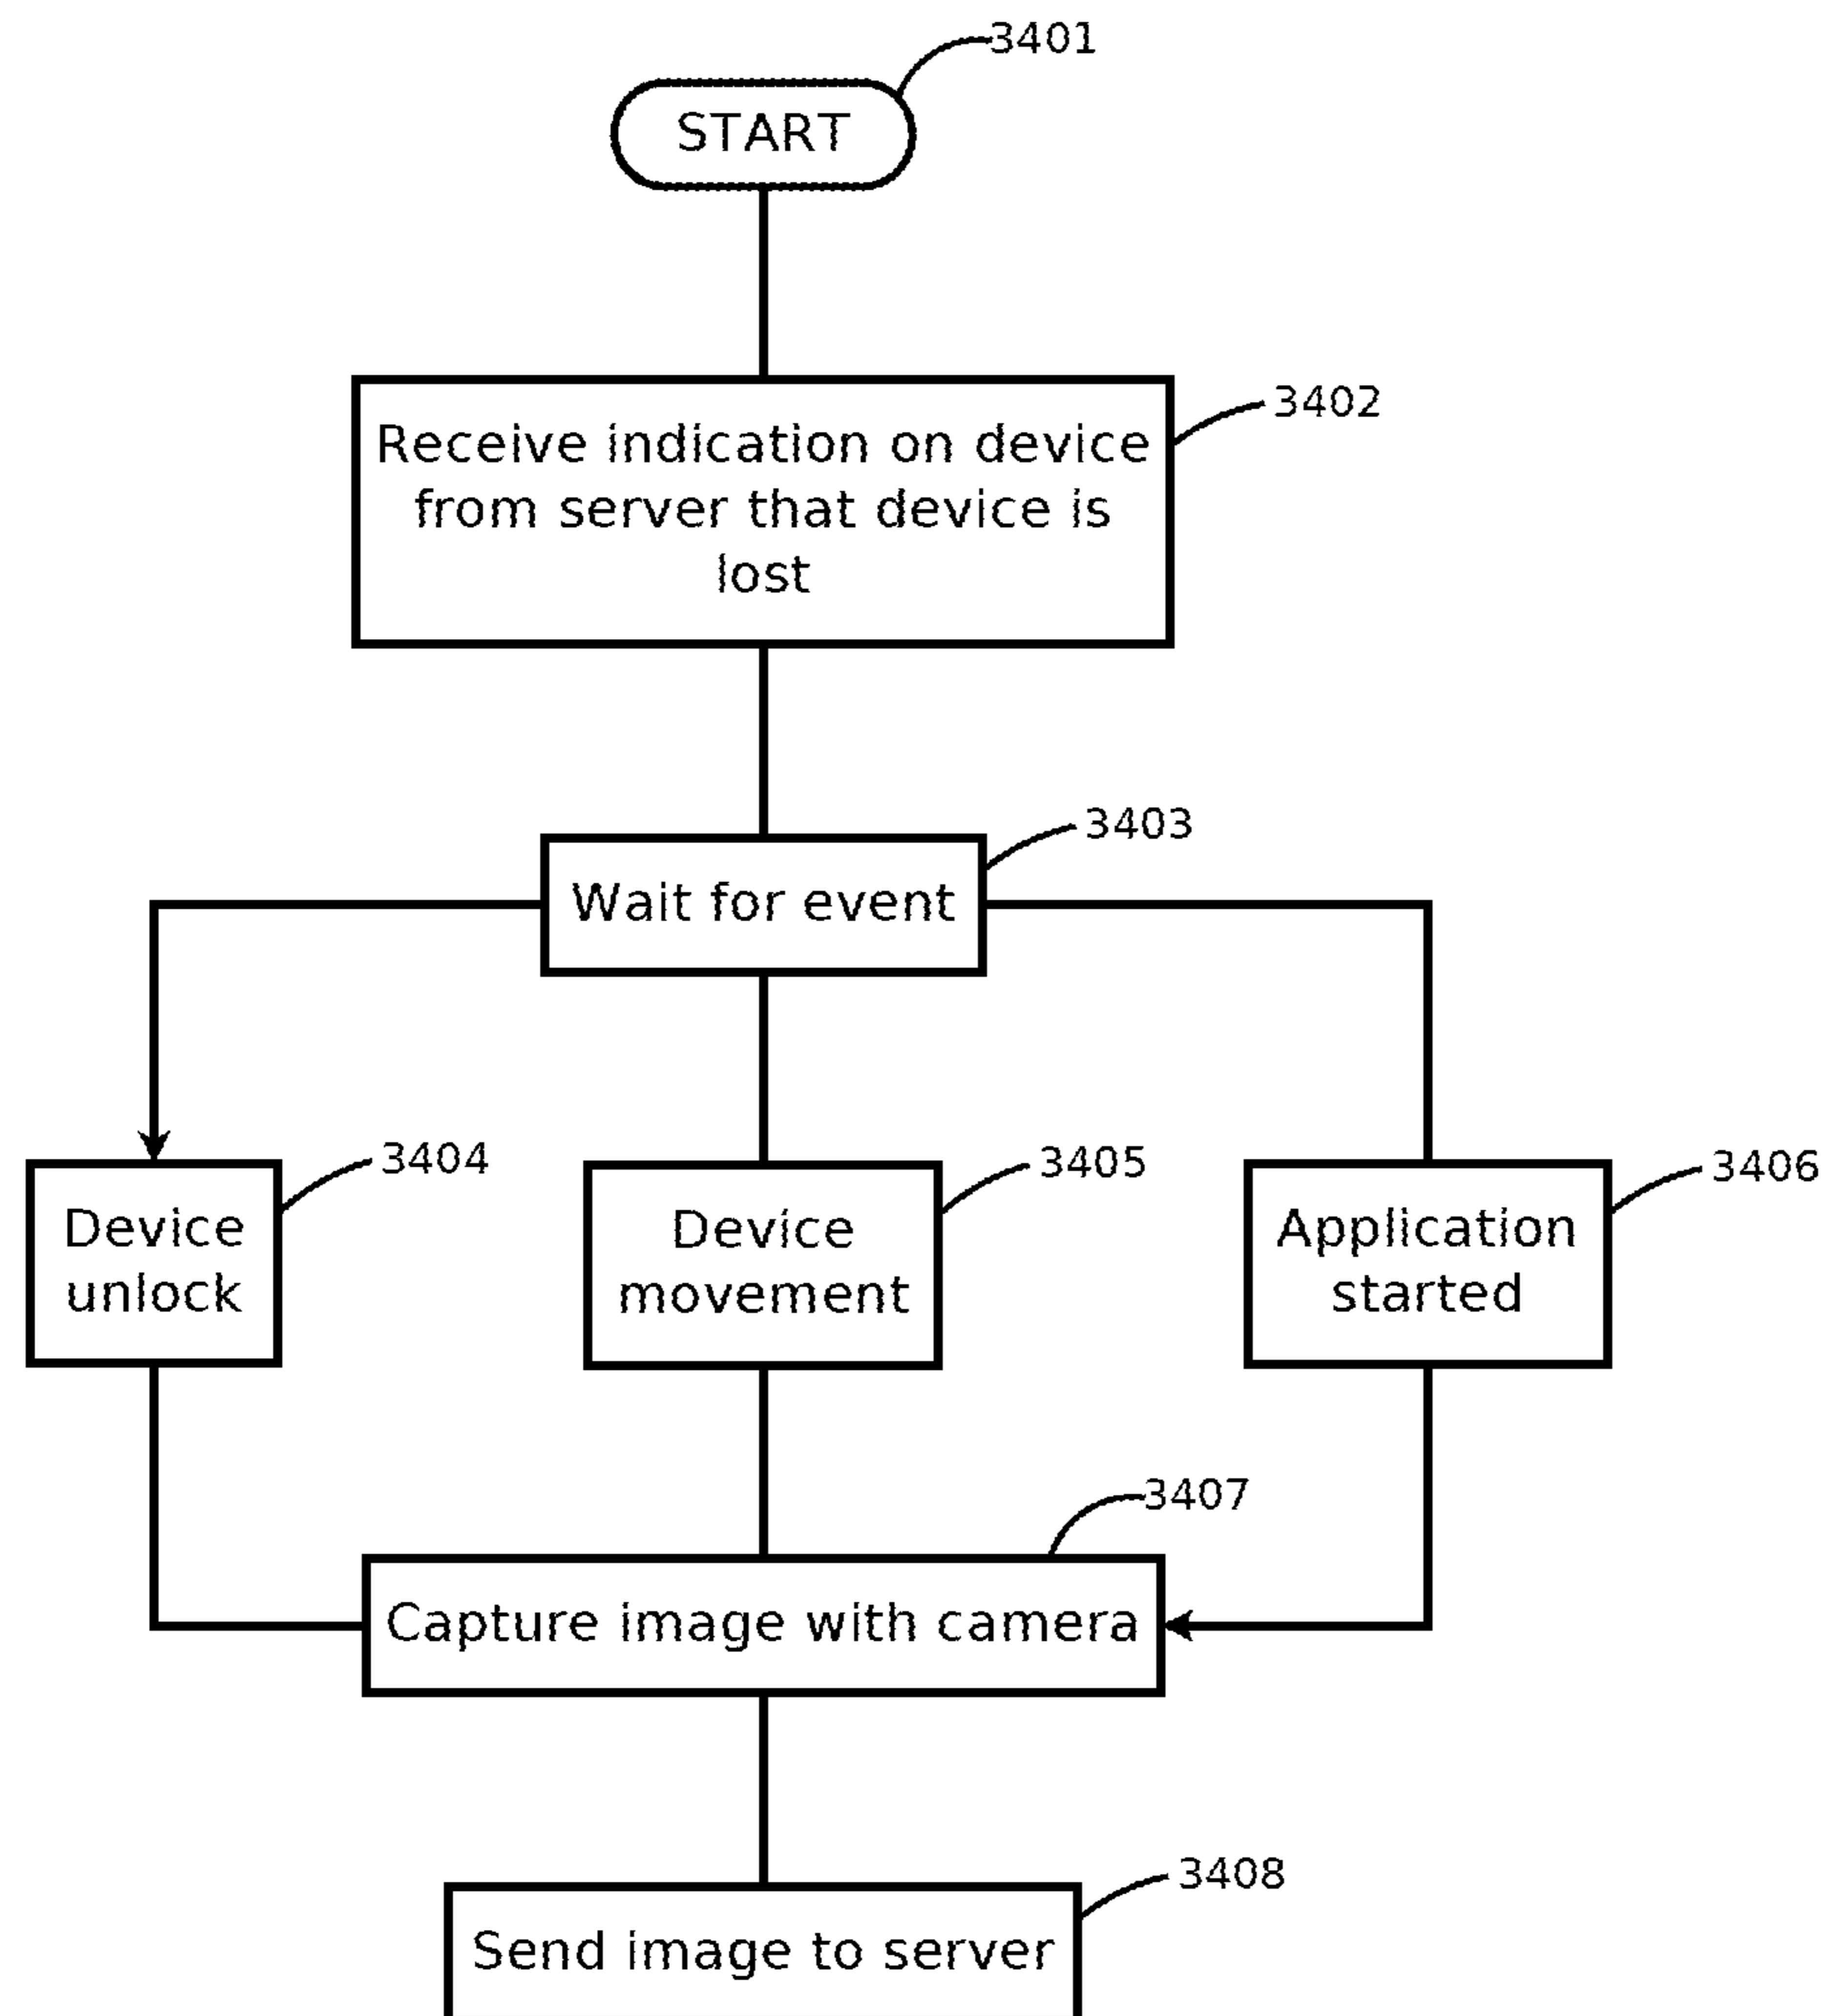 3401
START
3402
Receive indication on device
from server that device is
lost
3403
Wait for event
3404
Device
unlock
3405
Device
movement
3406
Application
started
3407
Capture image with camera
3408
Send image to server